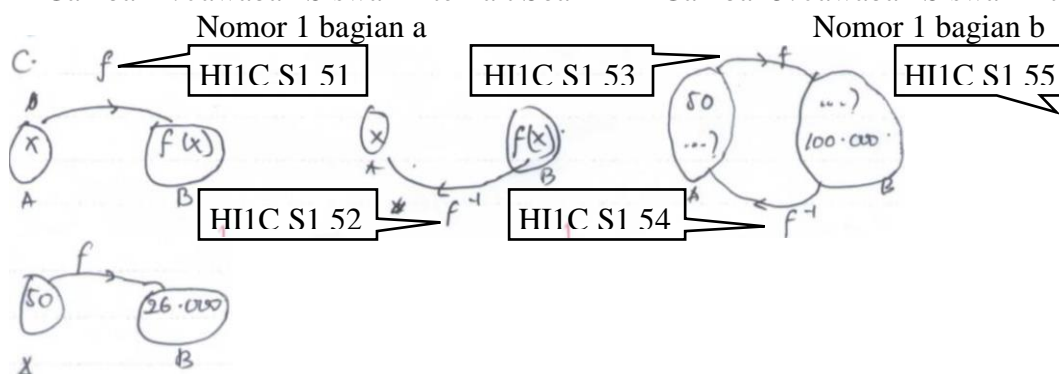 Nomor 1 bagian a
Nomor 1 bagian b
C.
f
HI1C S1 51
HI1C S1 53
f
HI1C S1 55
x
f(x)
A
B
x
f(x)
A
B
50
...?
...?
100.000
A
B
HI1C S1 52
f⁻¹
HI1C S1 54
f⁻¹
f
50
26.000
B